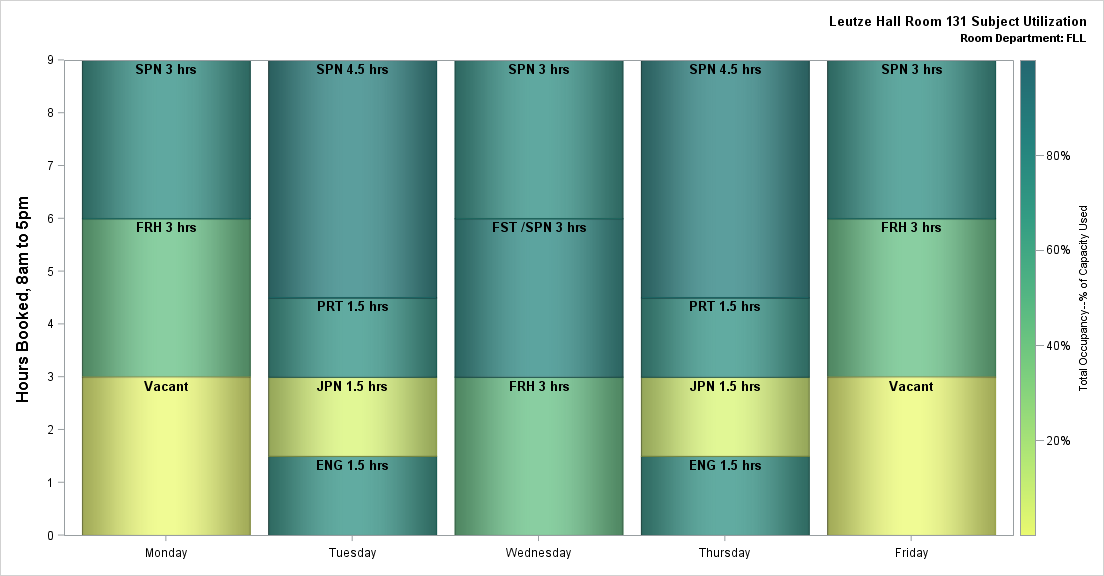 Leutze Hall Room 131 Subject Utilization
Room Department: FLL
Hours Booked, 8am to 5pm
9
8
7
6
5
4
3
2
1
0
SPN 3 hrs
FRH 3 hrs
Vacant
SPN 4.5 hrs
PRT 1.5 hrs
JPN 1.5 hrs
ENG 1.5 hrs
SPN 3 hrs
FST /SPN 3 hrs
FRH 3 hrs
SPN 4.5 hrs
PRT 1.5 hrs
JPN 1.5 hrs
ENG 1.5 hrs
SPN 3 hrs
FRH 3 hrs
Vacant
Monday
Tuesday
Wednesday
Thursday
Friday
80%
60%
40%
20%
Total Occupancy--% of Capacity Used